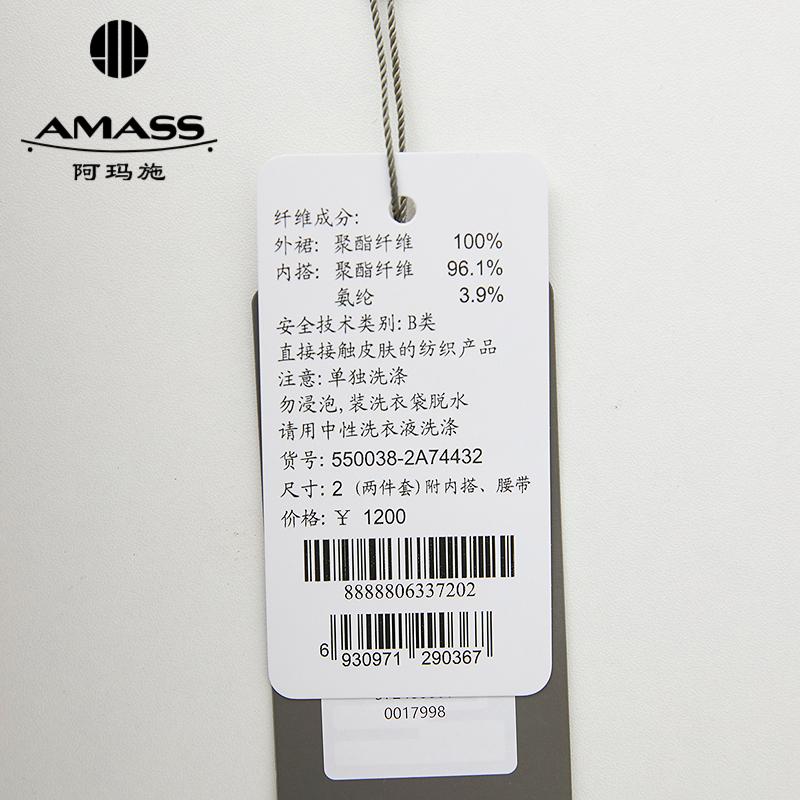 AMASS
阿玛施
纤维成分:
外裙: 聚酯纤维 100%
内搭: 聚酯纤维 96.1%
氨纶 3.9%
安全技术类别: B类
直接接触皮肤的纺织产品
注意: 单独洗涤
勿浸泡, 装洗衣袋脱水
请用中性洗衣液洗涤
货号: 550038-2A74432
尺寸: 2 (两件套) 附内搭、腰带
价格: ¥ 1200
8888806337202
6 930971 290367
0017998